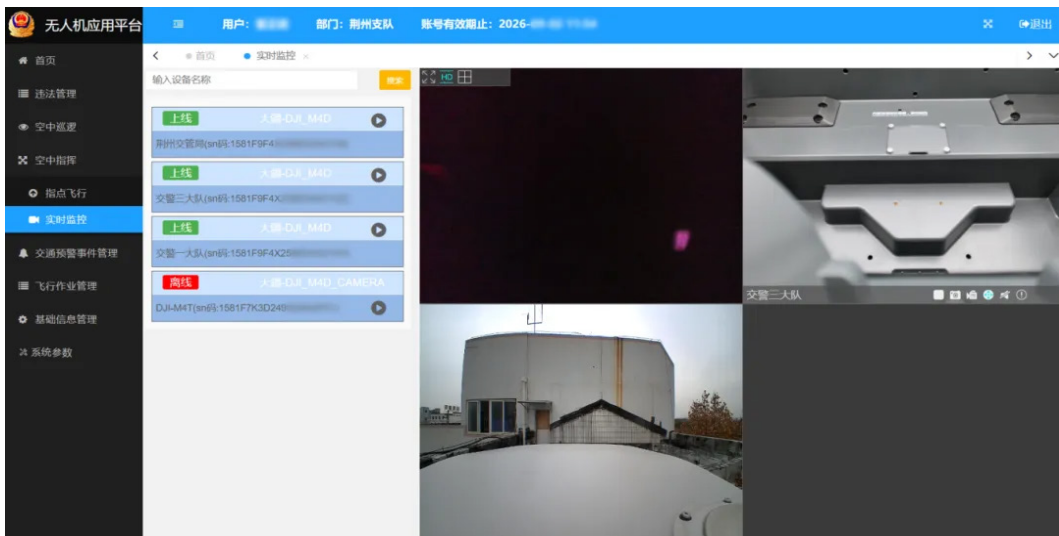 无人机应用平台
用户：
部门：荆州支队
账号有效期止：2026-
退出
首页
违法管理
空中巡逻
空中指挥
指点飞行
实时监控
交通预警事件管理
飞行作业管理
基础信息管理
系统参数
首页
实时监控 ×
输入设备名称
搜索
上线
大疆-DJI_M4D
荆州交管局(sn码:1581F9F4
上线
大疆-DJI_M4D
交警三大队(sn码:1581F9F4X
上线
大疆-DJI_M4D
交警一大队(sn码:1581F9F4X25
离线
大疆-DJI_M4D_CAMERA
DJI-M4T(sn码:1581F7K3D240
HD
交警三大队